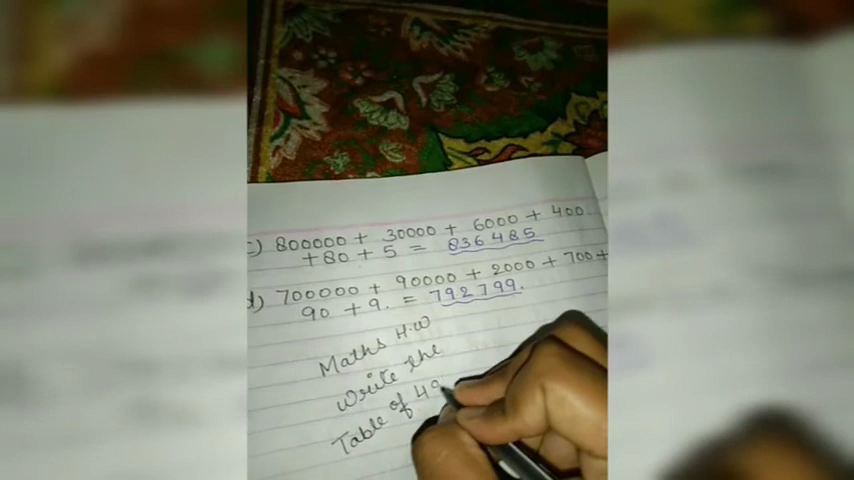 c) 800000 + 30000 + 6000 + 400
+80 + 5 = 836485
d) 700000 + 90000 + 2000 + 700 +
90 + 9. = 792799.
Maths H.W
Write the
Table of 49